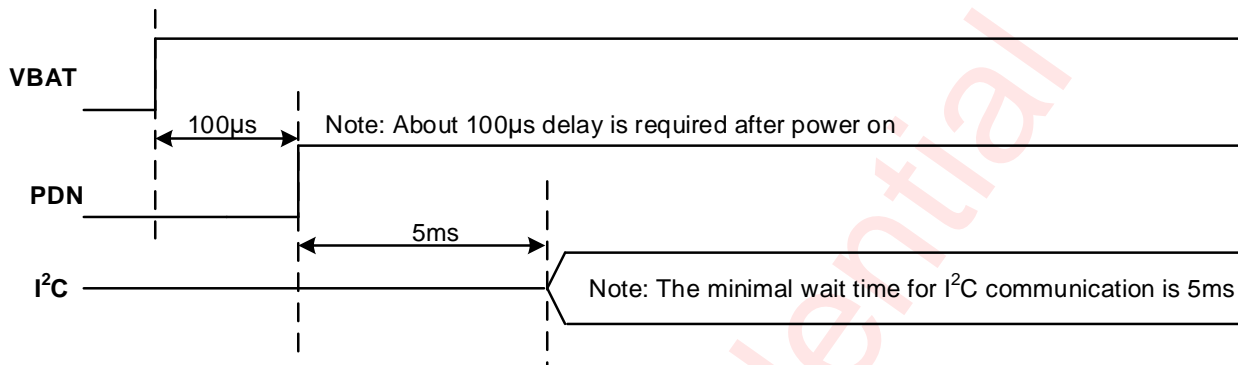 VBAT
100µs
Note: About 100µs delay is required after power on
PDN
5ms
I²C
Note: The minimal wait time for I²C communication is 5ms
dential